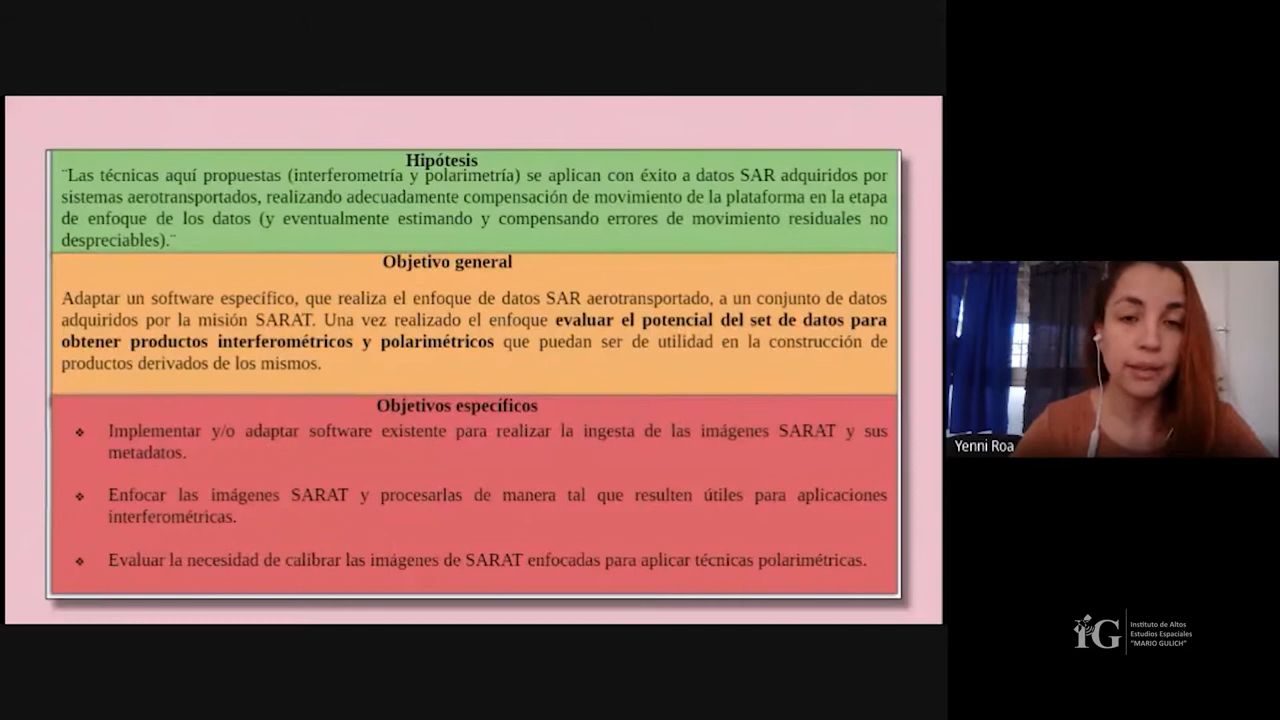 Hipótesis
¨Las técnicas aquí propuestas (interferometría y polarimetría) se aplican con éxito a datos SAR adquiridos por
sistemas aerotransportados, realizando adecuadamente compensación de movimiento de la plataforma en la etapa
de enfoque de los datos (y eventualmente estimando y compensando errores de movimiento residuales no
despreciables).¨
Objetivo general
Adaptar un software específico, que realiza el enfoque de datos SAR aerotransportado, a un conjunto de datos
adquiridos por la misión SARAT. Una vez realizado el enfoque evaluar el potencial del set de datos para
obtener productos interferométricos y polarimétricos que puedan ser de utilidad en la construcción de
productos derivados de los mismos.
Objetivos específicos
❖ Implementar y/o adaptar software existente para realizar la ingesta de las imágenes SARAT y sus
metadatos.
❖ Enfocar las imágenes SARAT y procesarlas de manera tal que resulten útiles para aplicaciones
interferométricas.
❖ Evaluar la necesidad de calibrar las imágenes de SARAT enfocadas para aplicar técnicas polarimétricas.
Yenni Roa
iG
Instituto de Altos
Estudios Espaciales
"MARIO GULICH"